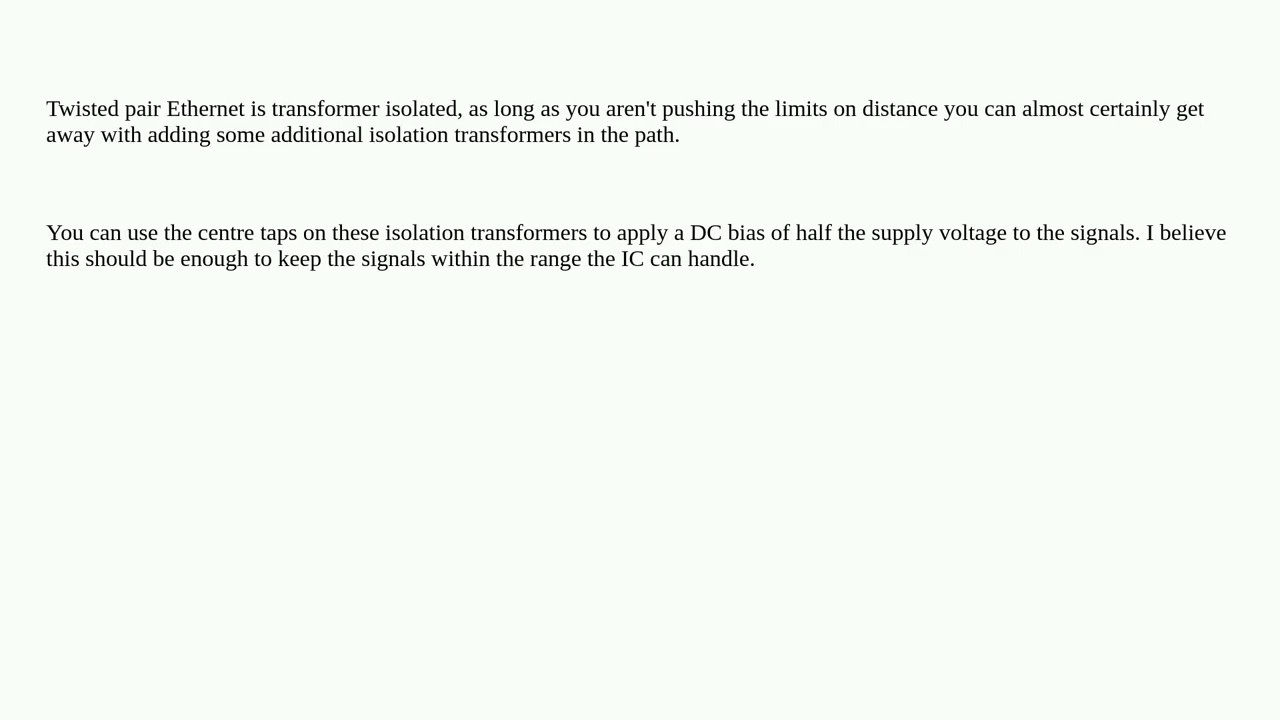 Twisted pair Ethernet is transformer isolated, as long as you aren't pushing the limits on distance you can almost certainly get
away with adding some additional isolation transformers in the path.
You can use the centre taps on these isolation transformers to apply a DC bias of half the supply voltage to the signals. I believe
this should be enough to keep the signals within the range the IC can handle.